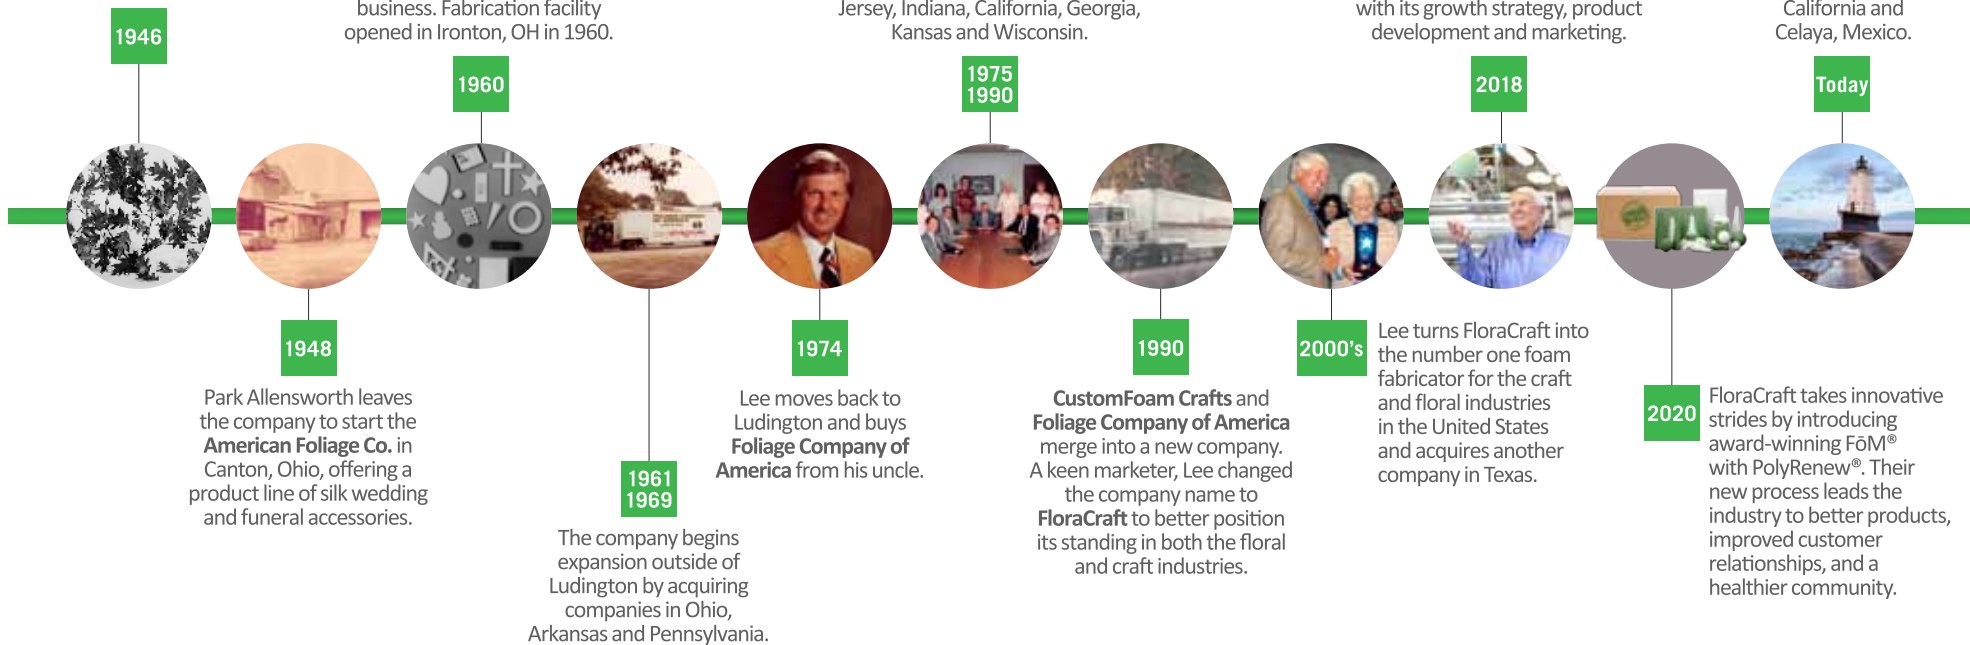 business. Fabrication facility
opened in Ironton, OH in 1960.
Jersey, Indiana, California, Georgia,
Kansas and Wisconsin.
with its growth strategy, product
development and marketing.
California and
Celaya, Mexico.
1946
1960
1975
1990
2018
Today
1948
Park Allensworth leaves
the company to start the
American Foliage Co. in
Canton, Ohio, offering a
product line of silk wedding
and funeral accessories.
1961
1969
The company begins
expansion outside of
Ludington by acquiring
companies in Ohio,
Arkansas and Pennsylvania.
1974
Lee moves back to
Ludington and buys
Foliage Company of
America from his uncle.
1990
CustomFoam Crafts and
Foliage Company of America
merge into a new company.
A keen marketer, Lee changed
the company name to
FloraCraft to better position
its standing in both the floral
and craft industries.
2000's
Lee turns FloraCraft into
the number one foam
fabricator for the craft
and floral industries
in the United States
and acquires another
company in Texas.
2020
FloraCraft takes innovative
strides by introducing
award-winning FōM®
with PolyRenew®. Their
new process leads the
industry to better products,
improved customer
relationships, and a
healthier community.